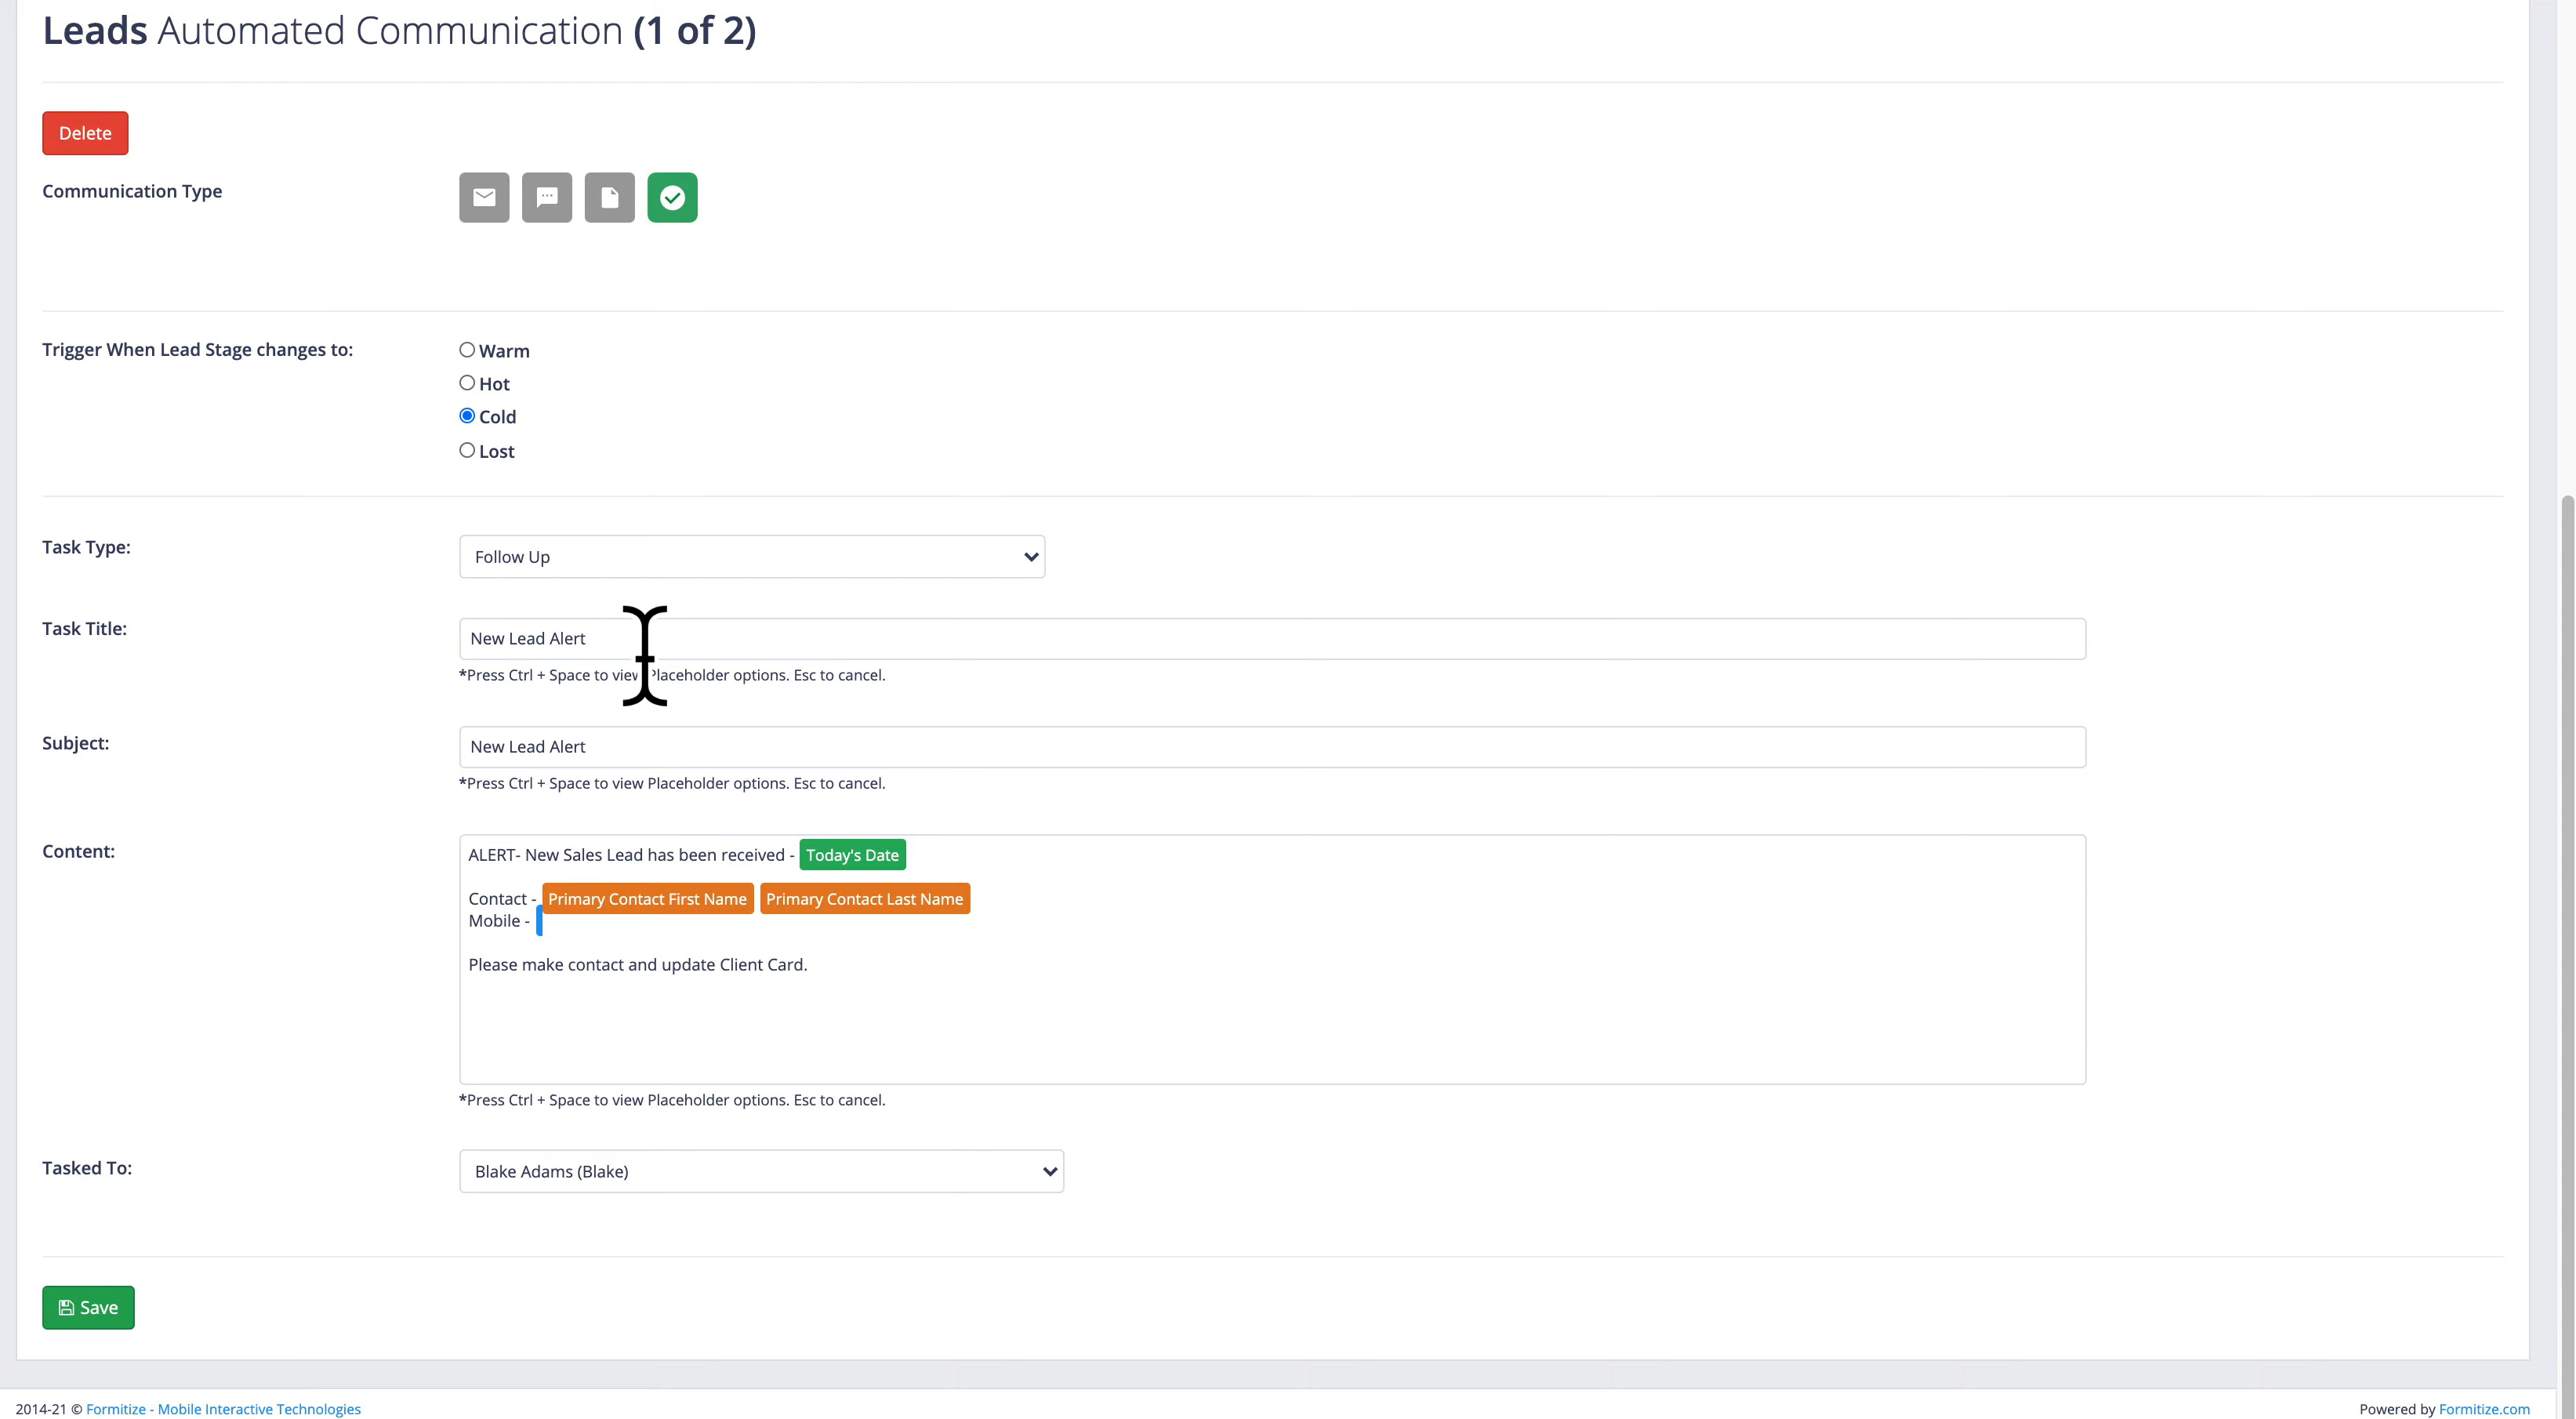 Leads Automated Communication (1 of 2)
Delete
Communication Type
Trigger When Lead Stage changes to:
Warm
Hot
Cold
Lost
Task Type:
Follow Up
Task Title:
New Lead Alert
*Press Ctrl + Space to view Placeholder options. Esc to cancel.
Subject:
New Lead Alert
*Press Ctrl + Space to view Placeholder options. Esc to cancel.
Content:
ALERT- New Sales Lead has been received - Today's Date
Contact - Primary Contact First Name Primary Contact Last Name
Mobile -
Please make contact and update Client Card.
*Press Ctrl + Space to view Placeholder options. Esc to cancel.
Tasked To:
Blake Adams (Blake)
Save
2014-21 © Formitize - Mobile Interactive Technologies
Powered by Formitize.com